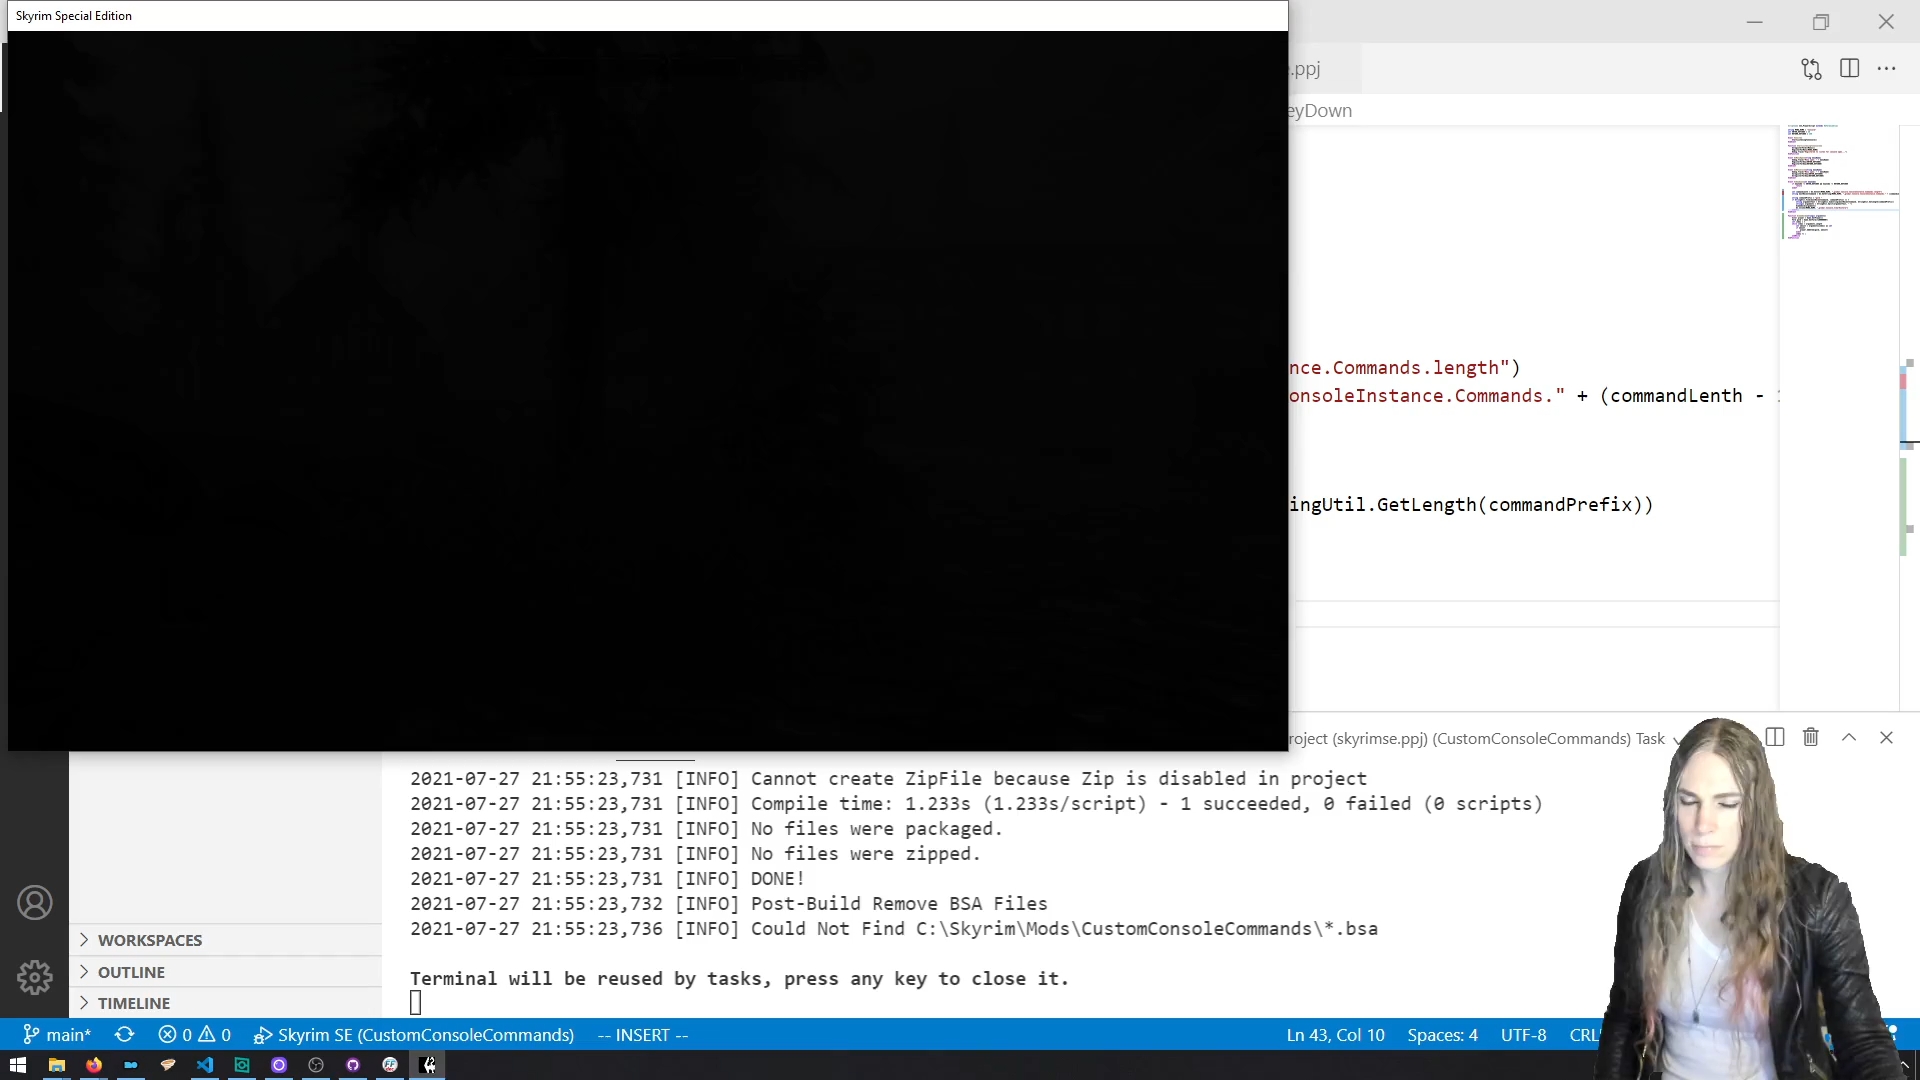 Skyrim Special Edition
.ppj
eyDown
nce.Commands.length")
onsoleInstance.Commands." + (commandLenth -
ingUtil.GetLength(commandPrefix))
roject (skyrimse.ppj) (CustomConsoleCommands) Task
2021-07-27 21:55:23,731 [INFO] Cannot create ZipFile because Zip is disabled in project
2021-07-27 21:55:23,731 [INFO] Compile time: 1.233s (1.233s/script) - 1 succeeded, 0 failed (0 scripts)
2021-07-27 21:55:23,731 [INFO] No files were packaged.
2021-07-27 21:55:23,731 [INFO] No files were zipped.
2021-07-27 21:55:23,731 [INFO] DONE!
2021-07-27 21:55:23,732 [INFO] Post-Build Remove BSA Files
2021-07-27 21:55:23,736 [INFO] Could Not Find C:\Skyrim\Mods\CustomConsoleCommands\*.bsa
Terminal will be reused by tasks, press any key to close it.
WORKSPACES
OUTLINE
TIMELINE
main* 0 0 Skyrim SE (CustomConsoleCommands) -- INSERT -- Ln 43, Col 10 Spaces: 4 UTF-8 CRL